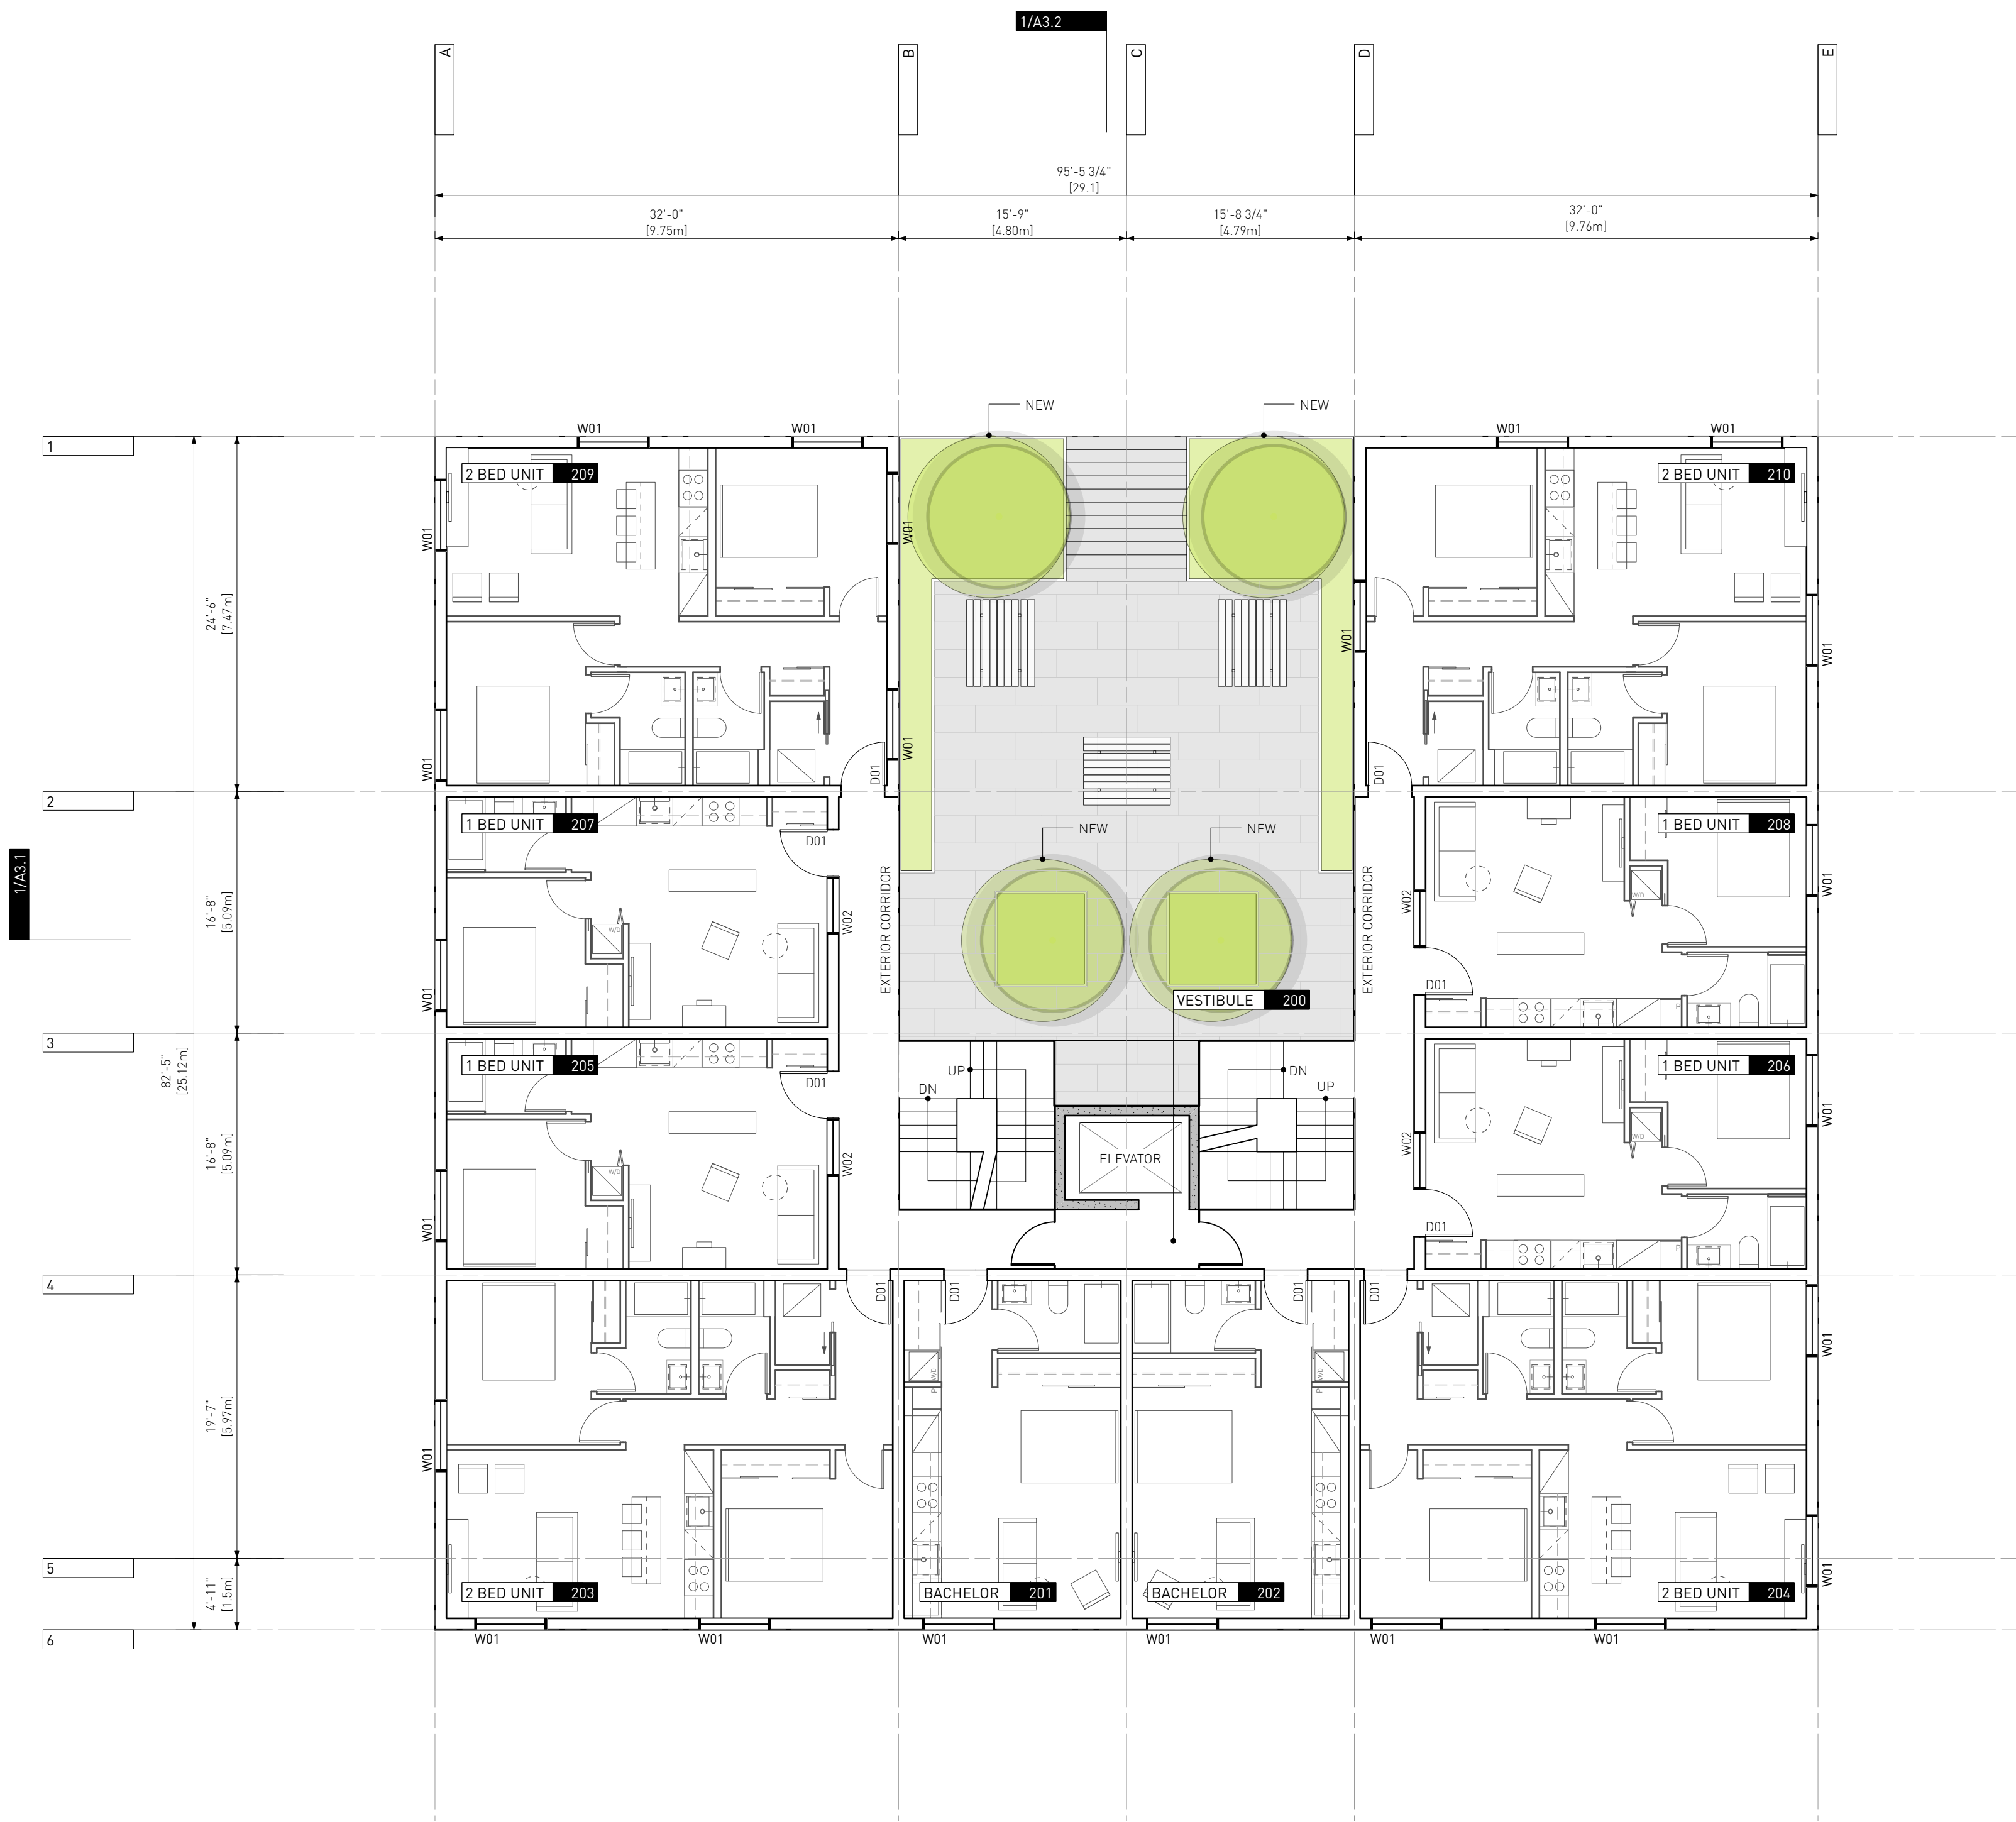 1/A3.2
A
B
C
D
E
95'-5 3/4"
[29.1]
32'-0"
[9.75m]
15'-9"
[4.80m]
15'-8 3/4"
[4.79m]
32'-0"
[9.76m]
NEW
NEW
1
W01
W01
W01
W01
2 BED UNIT 209
2 BED UNIT 210
W01
W01
24'-6"
[7.47m]
W01
W01
W01
W01
D01
W01
D01
2
1 BED UNIT 207
D01
NEW
NEW
1 BED UNIT 208
1/A3.1
16'-8"
[5.09m]
W/D
W02
EXTERIOR CORRIDOR
EXTERIOR CORRIDOR
W02
W/D
W01
W01
D01
P
VESTIBULE 200
3
82'-5"
[25.12m]
1 BED UNIT 205
D01
UP
DN
DN
UP
1 BED UNIT 206
16'-8"
[5.09m]
W/D
W02
ELEVATOR
W02
W/D
W01
W01
D01
P
4
D01
D01
D01
D01
W01
W/D
W/D
P
P
19'-7"
[5.97m]
W01
5
4'-11"
[1.5m]
2 BED UNIT 203
BACHELOR 201
BACHELOR 202
2 BED UNIT 204
W01
6
W01
W01
W01
W01
W01
W01